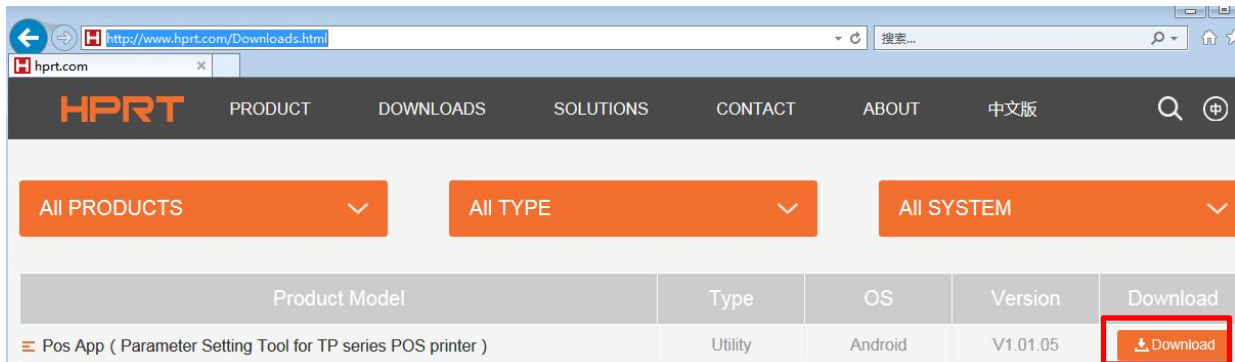 http://www.hprt.com/Downloads.html 搜索...
hprt.com
HPRT PRODUCT DOWNLOADS SOLUTIONS CONTACT ABOUT 中文版 中
All PRODUCTS All TYPE All SYSTEM
Product Model Type OS Version Download
Pos App ( Parameter Setting Tool for TP series POS printer ) Utility Android V1.01.05 Download